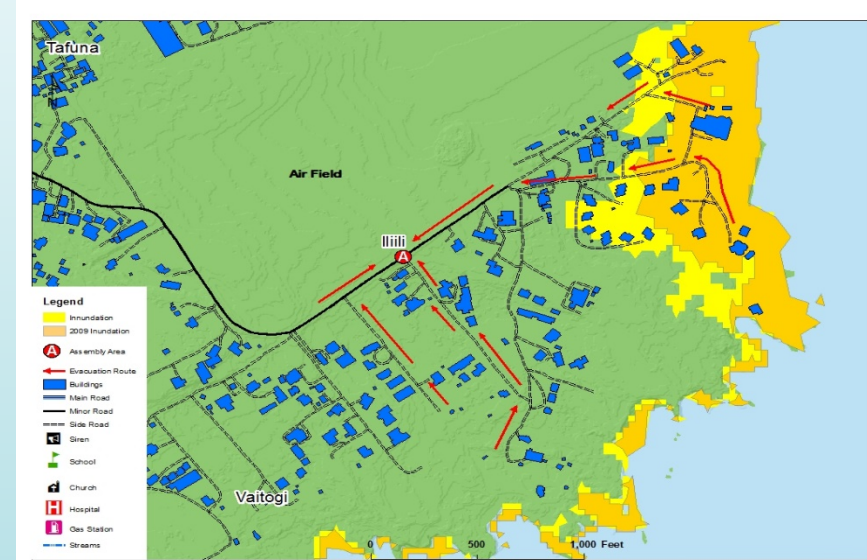 Tafuna
Air Field
Iliili
A
Legend
Innundation
2009 Inundation
A Assembly Area
Evacuation Route
Buildings
Main Road
Minor Road
Side Road
Siren
School
Church
H Hospital
Gas Station
Streams
Vaitogi
0 500 1,000 Feet